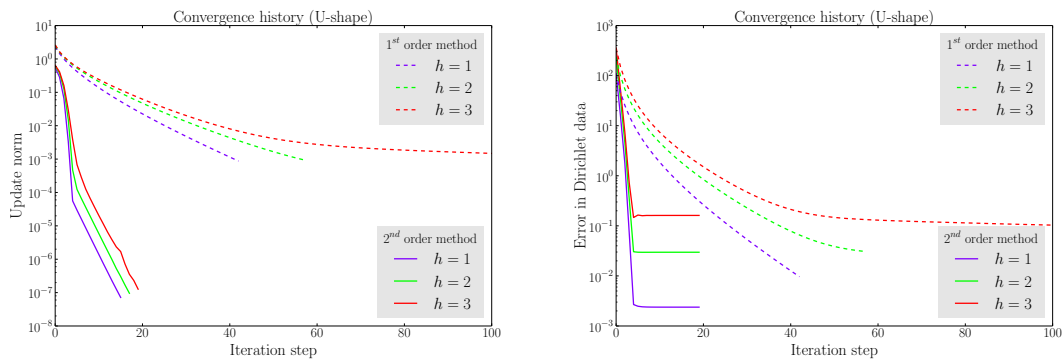 Convergence history (U-shape)
Update norm
10^1
10^0
10^{-1}
10^{-2}
10^{-3}
10^{-4}
10^{-5}
10^{-6}
10^{-7}
10^{-8}
1^{st} order method
h = 1
h = 2
h = 3
2^{nd} order method
h = 1
h = 2
h = 3
0 20 40 60 80 100
Iteration step
Convergence history (U-shape)
Error in Dirichlet data
10^3
10^2
10^1
10^0
10^{-1}
10^{-2}
10^{-3}
1^{st} order method
h = 1
h = 2
h = 3
2^{nd} order method
h = 1
h = 2
h = 3
0 20 40 60 80 100
Iteration step